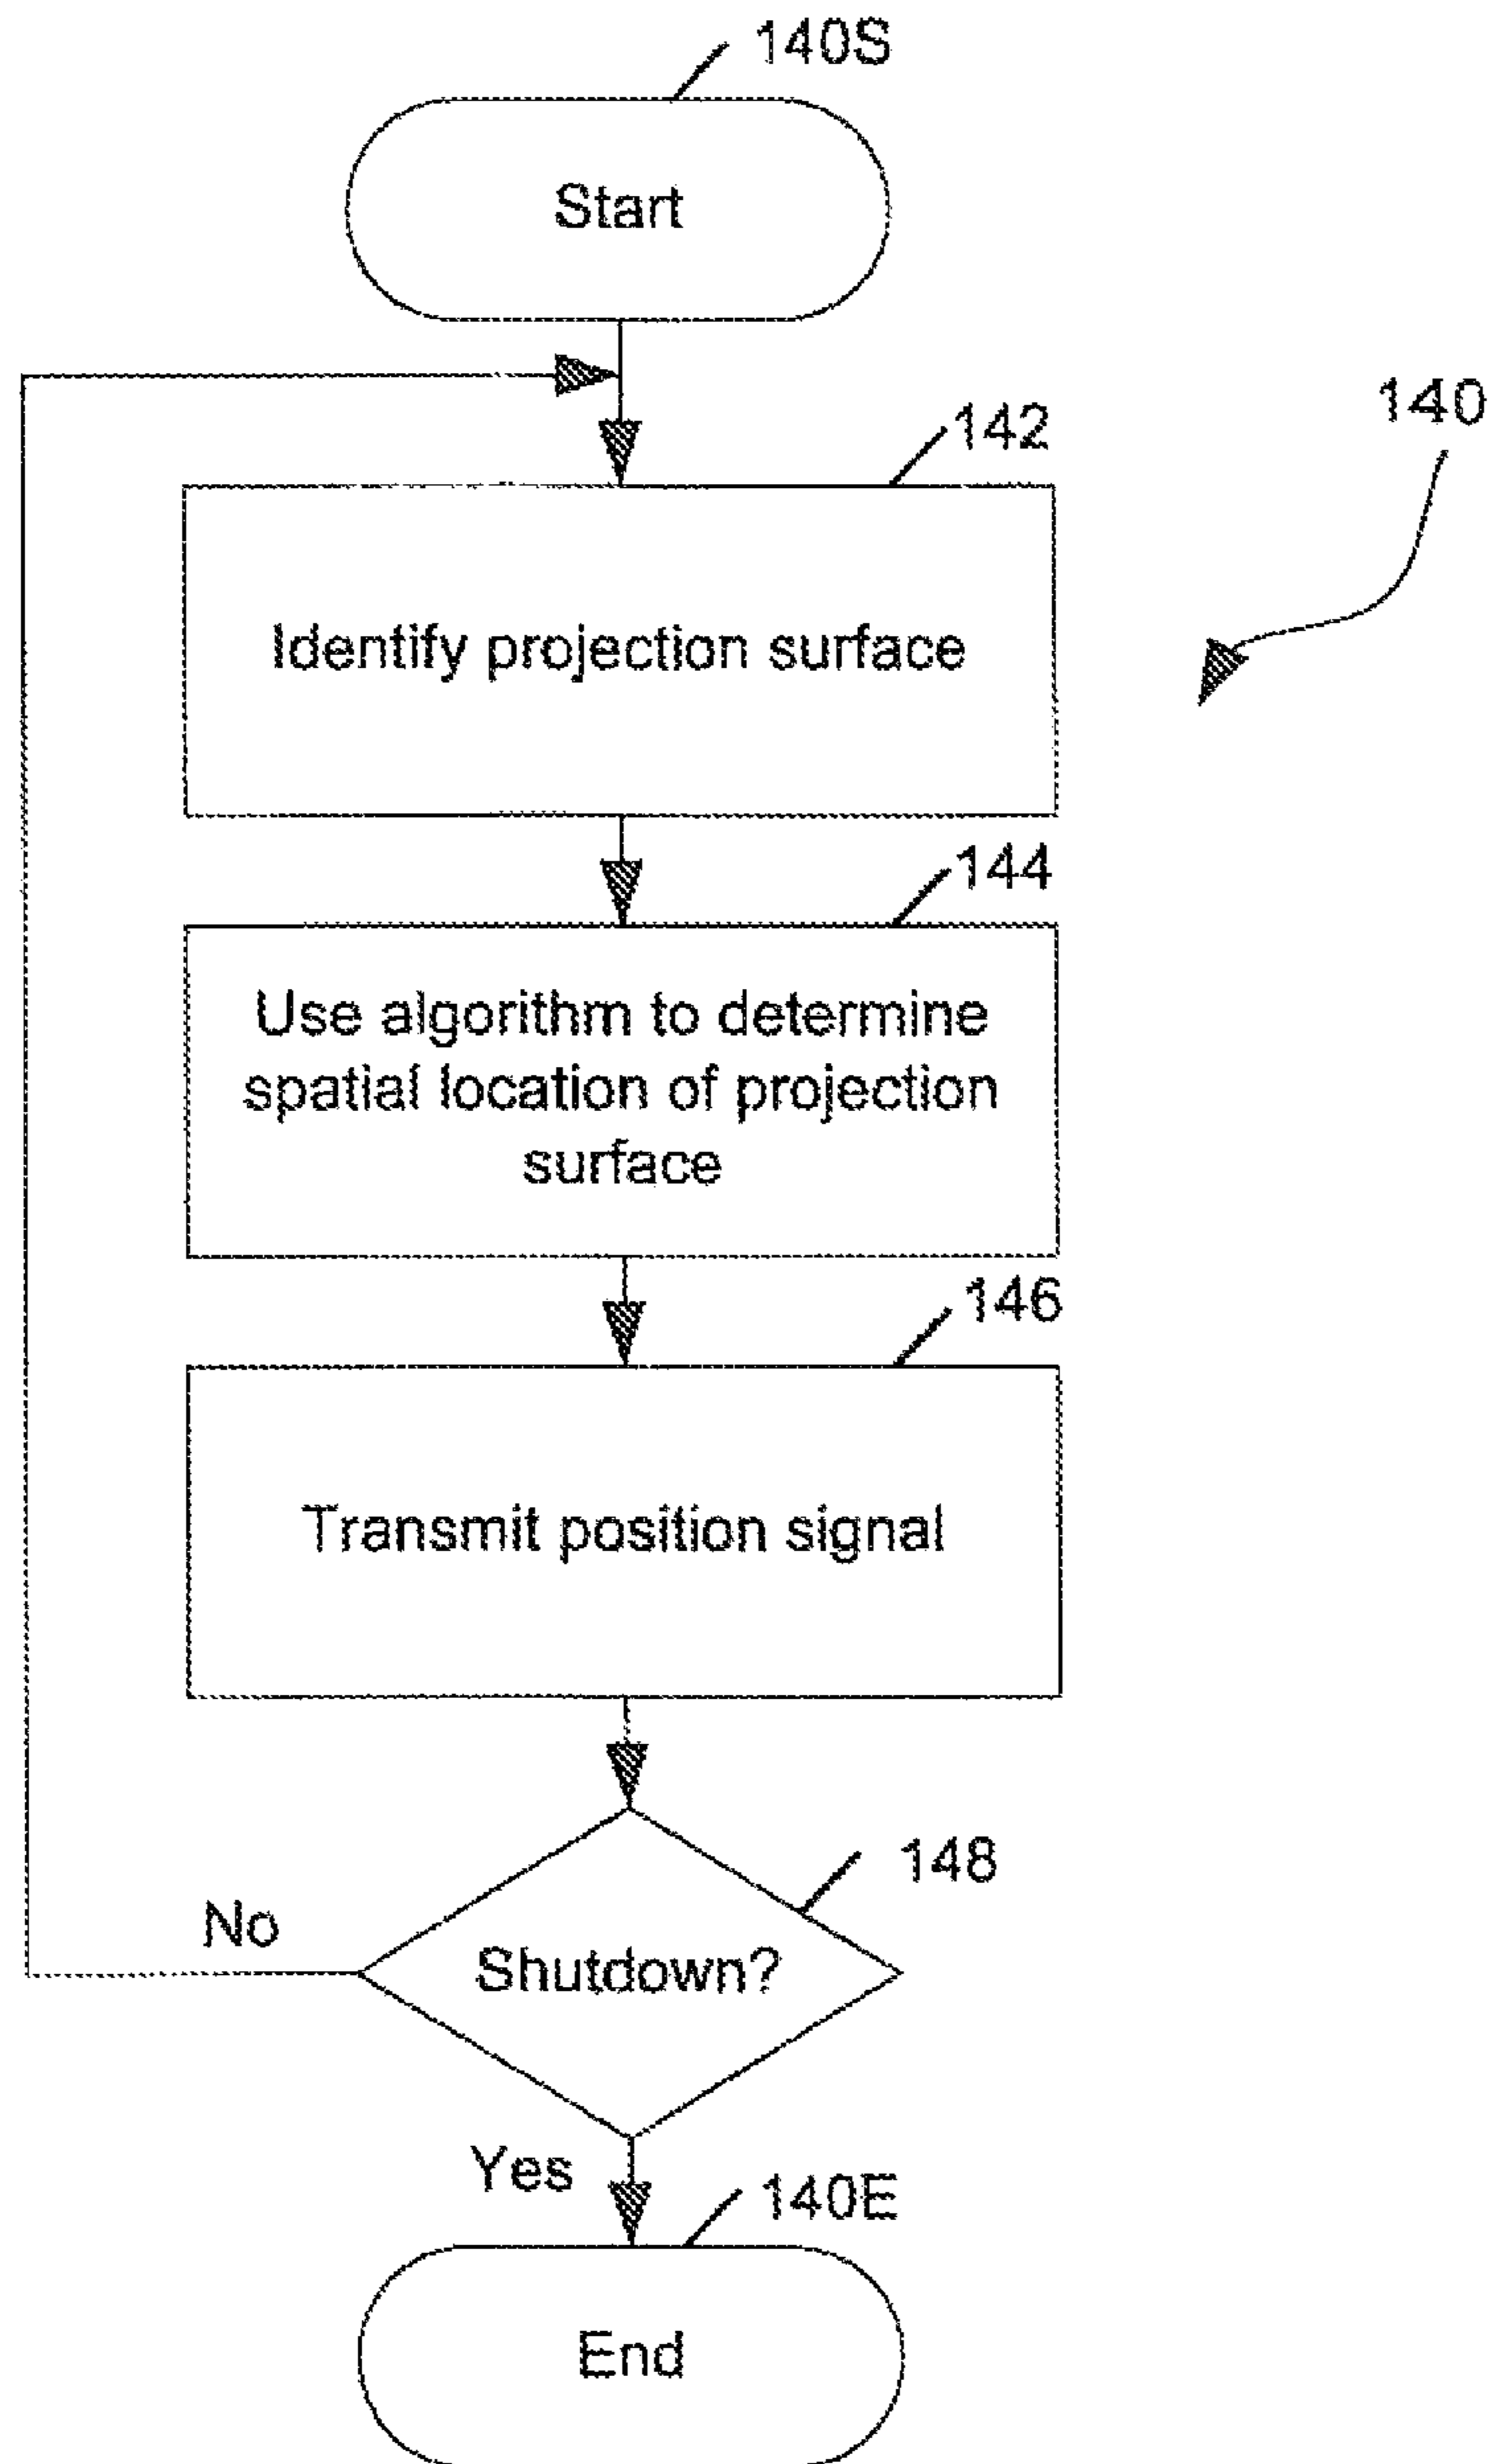 140S
Start
140
142
Identify projection surface
144
Use algorithm to determine
spatial location of projection
surface
146
Transmit position signal
148
No
Shutdown?
Yes
140E
End